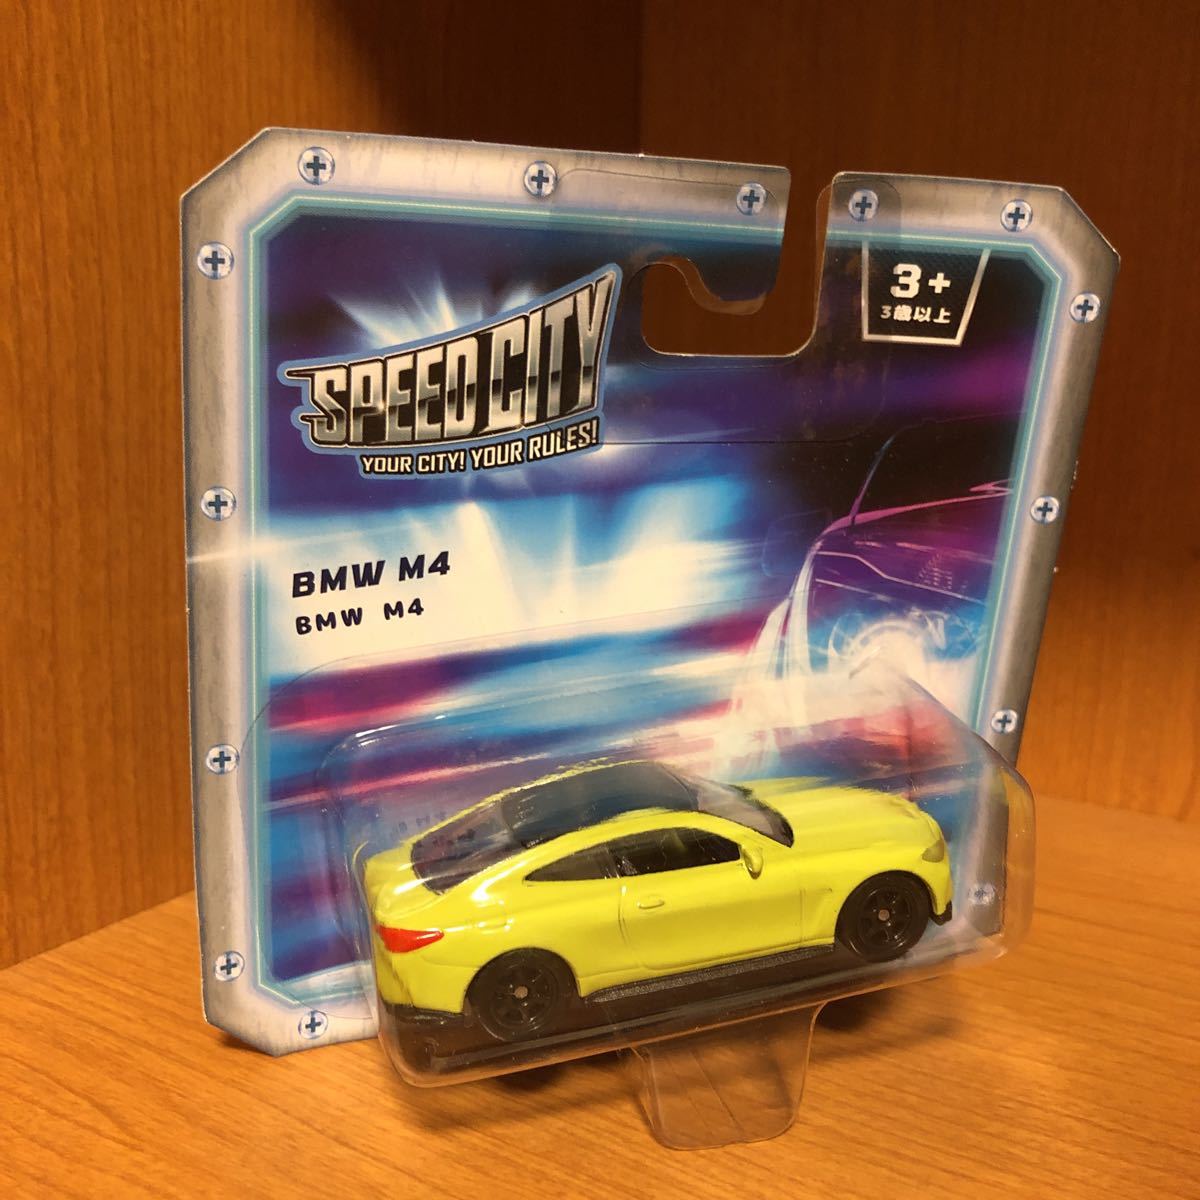 SPEED CITY
YOUR CITY! YOUR RULES!
3+
3歳以上
BMW M4
BMW M4